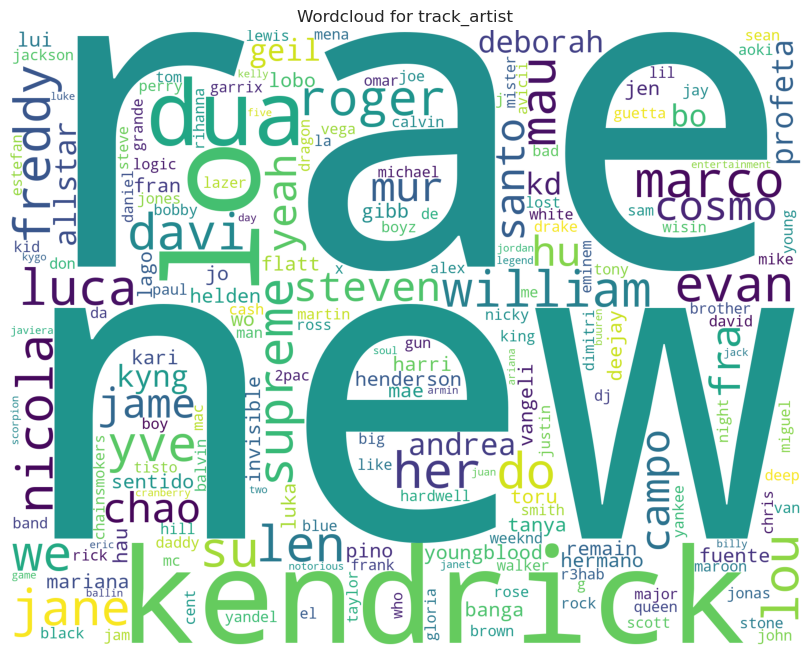 Wordcloud for track_artist
rae
new
kendrick
dua
lo
roger
geil
deborah
freddy
allstar
lui
jackson
lewis
mena
sean
aoki
lil
jen
jay
mau
bo
guetta
profeta
santo
kd
bad
mister
avicii
j
omar
joe
calvin
lobo
vega
la
dragon
tom
kelly
garrix
perry
rihanna
grande
steve
luke
estefan
logic
five
lazer
daniel
fran
jones
bobby
day
yeah
michael
mur
gibb
de
boyz
entertainment
marco
cosmo
lost
white
drake
sam
wisin
young
mike
kid
kygo
don
davi
lago
jo
flatt
x
alex
jordan
legend
hu
eminem
tony
me
luca
da
paul
helden
steven
william
evan
cash
wo
man
martin
ross
nicky
king
dimitri
buuren
brother
david
deejay
jack
fra
javiera
nicola
scorpion
kari
kyng
jame
boy
yve
mac
tisto
balvin
sentido
chainsmokers
cranberry
chao
invisible
supreme
2pac
soul
gun
harri
henderson
mae
armin
ariana
vangeli
justin
dj
big
andrea
like
her
do
hardwell
juan
toru
smith
luka
two
campo
night
yankee
miguel
deep
chris
van
band
rick
eric
hau
hill
daddy
su
len
blue
pino
frank
weeknd
tanya
youngblood
walker
remain
hermano
r3hab
maroon
billy
fuente
we
mariana
game
ballin
mc
notorious
janet
jane
black
jam
cent
yandel
el
taylor
who
gloria
banga
rose
brown
rock
g
major
queen
scott
jonas
stone
john
lou